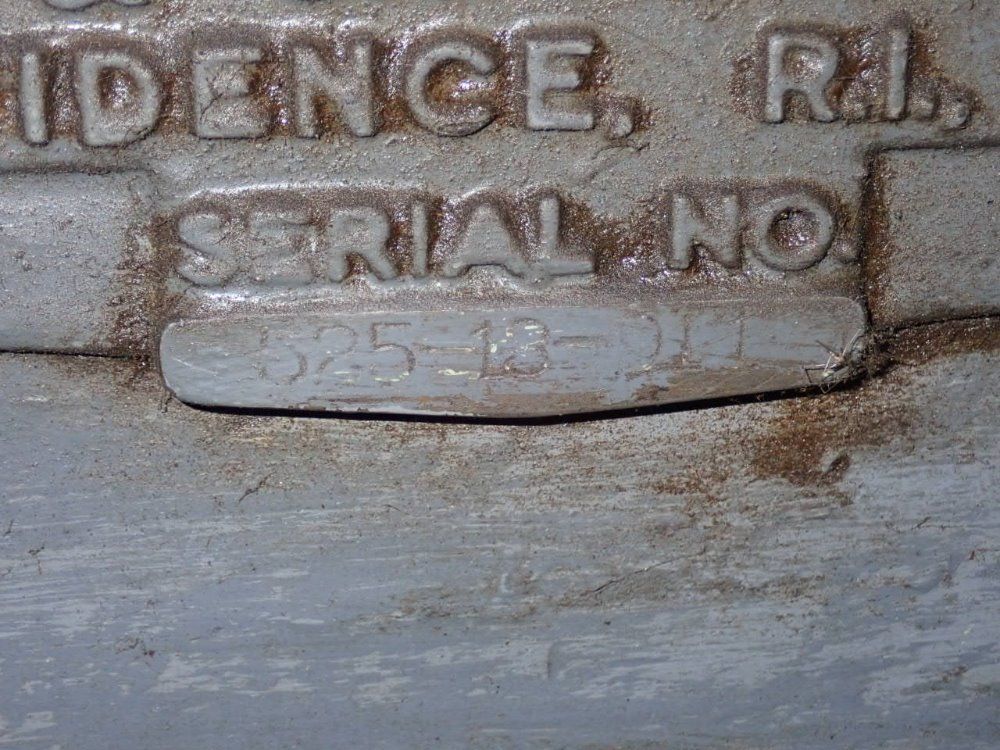 IDENCE, R.I.,
SERIAL NO.
525-13-